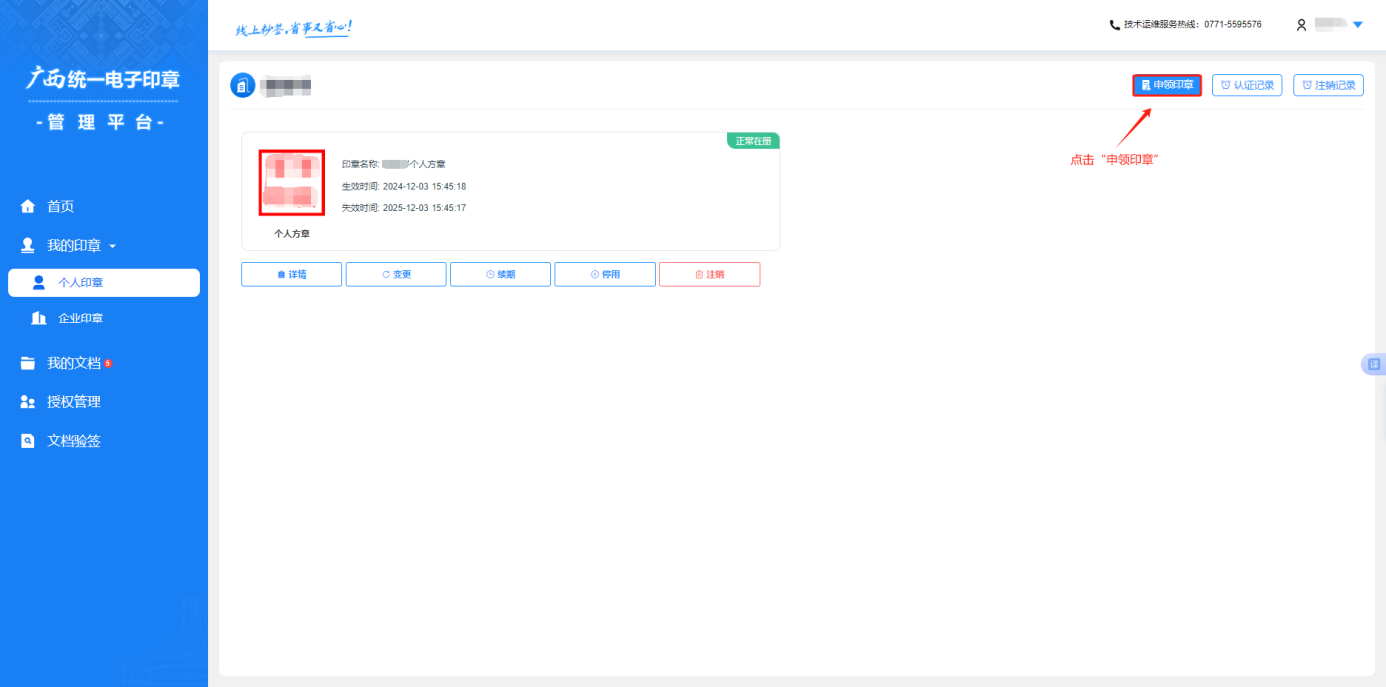 广西统一电子印章
-管理平台-
首页
我的印章
个人印章
企业印章
我的文档
授权管理
文档验签
线上钞签,省事又省心!
技术运维服务热线：0771-5595576
申领印章
认证记录
注销记录
点击“申领印章”
正常在册
印章名称: 个人方章
生效时间: 2024-12-03 15:45:18
失效时间: 2025-12-03 15:45:17
个人方章
详情
变更
续期
停用
注销
译